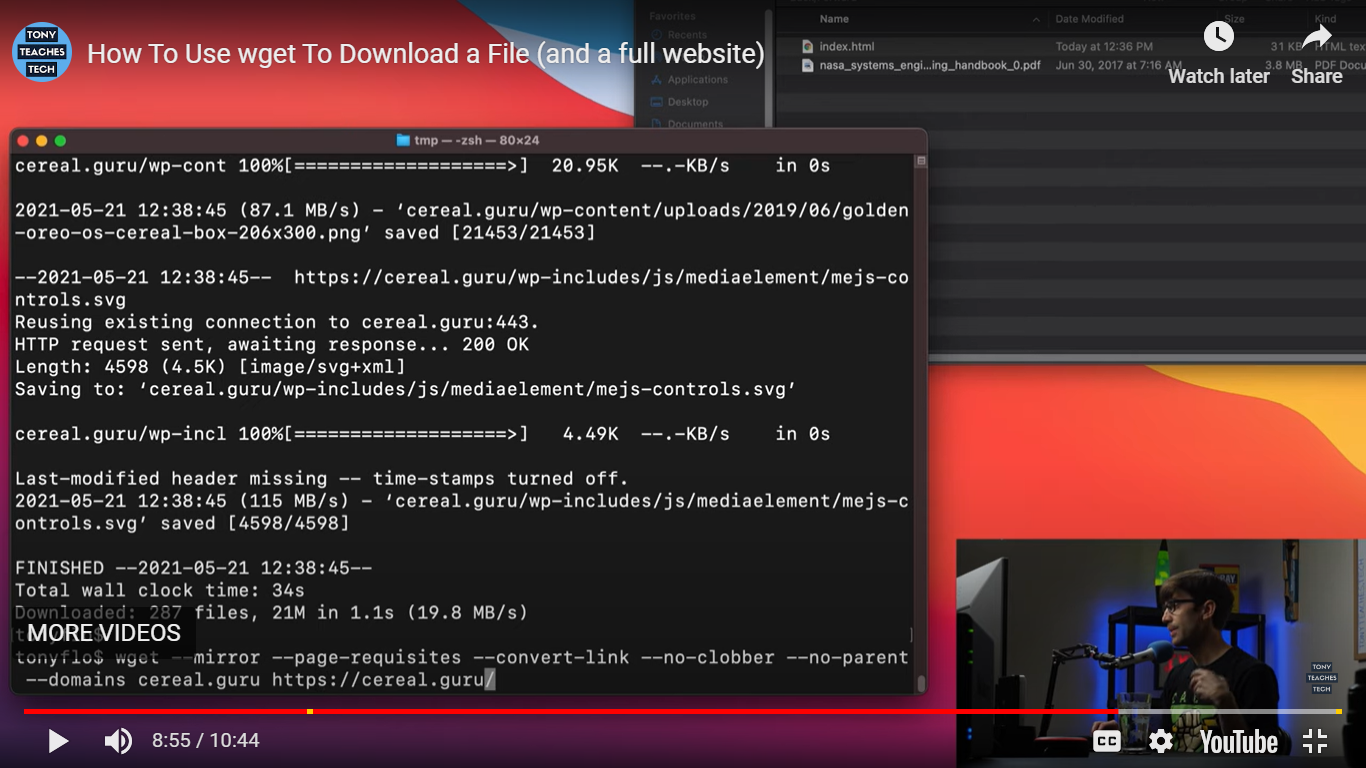 TONY
TEACHES
TECH
How To Use wget To Download a File (and a full website)
Watch later
Share
Favorites
Recents
Applications
Desktop
Documents
Name Date Modified Size Kind
index.html Today at 12:36 PM 31 KB HTML tex
nasa_systems_engi...ing_handbook_0.pdf Jun 30, 2017 at 7:16 AM 3.8 MB PDF Docu
tmp — -zsh — 80×24
cereal.guru/wp-cont 100%[===================>] 20.95K --.-KB/s in 0s
2021-05-21 12:38:45 (87.1 MB/s) - ‘cereal.guru/wp-content/uploads/2019/06/golden
-oreo-os-cereal-box-206x300.png’ saved [21453/21453]
--2021-05-21 12:38:45-- https://cereal.guru/wp-includes/js/mediaelement/mejs-co
ntrols.svg
Reusing existing connection to cereal.guru:443.
HTTP request sent, awaiting response... 200 OK
Length: 4598 (4.5K) [image/svg+xml]
Saving to: ‘cereal.guru/wp-includes/js/mediaelement/mejs-controls.svg’
cereal.guru/wp-incl 100%[===================>] 4.49K --.-KB/s in 0s
Last-modified header missing -- time-stamps turned off.
2021-05-21 12:38:45 (115 MB/s) - ‘cereal.guru/wp-includes/js/mediaelement/mejs-c
ontrols.svg’ saved [4598/4598]
FINISHED --2021-05-21 12:38:45--
Total wall clock time: 34s
Downloaded: 287 files, 21M in 1.1s (19.8 MB/s)
MORE VIDEOS
tonyflo$ wget --mirror --page-requisites --convert-link --no-clobber --no-parent
--domains cereal.guru https://cereal.guru/
TONY
TEACHES
TECH
8:55 / 10:44
CC
YouTube